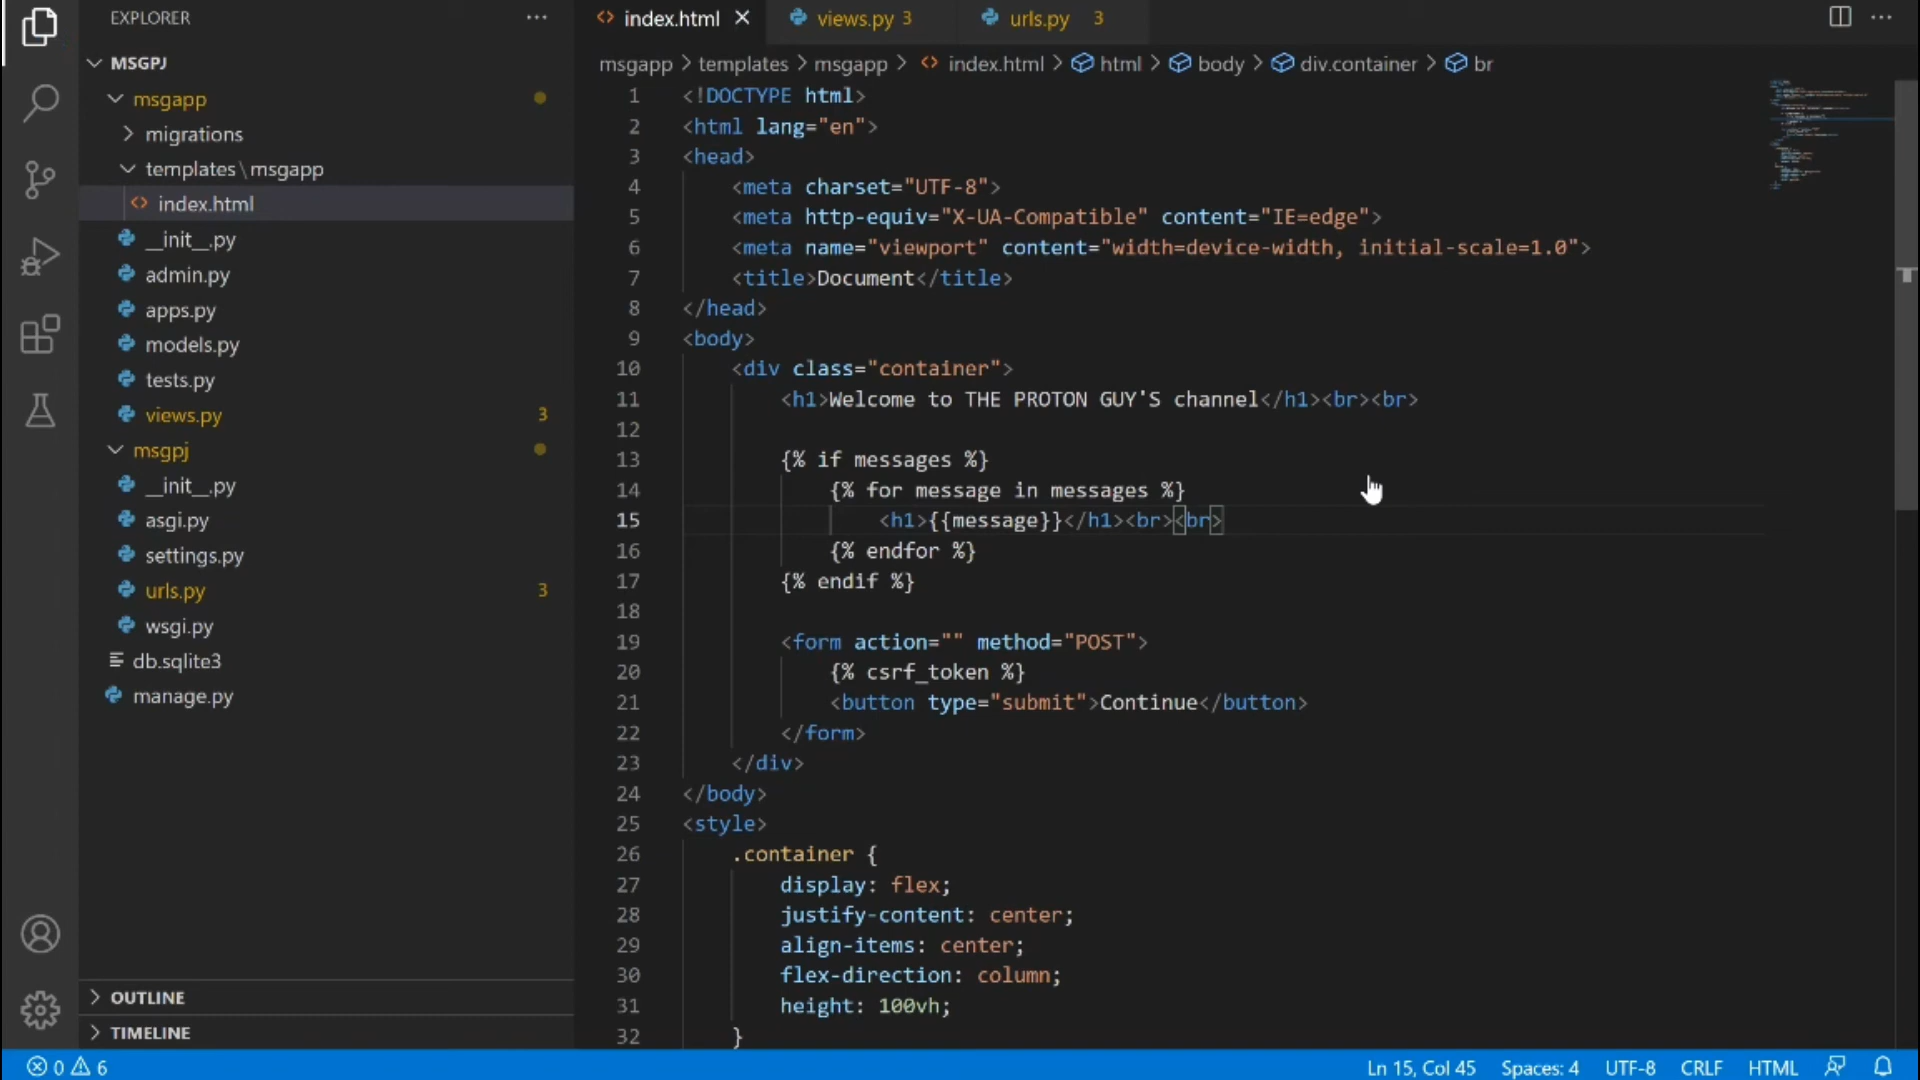 EXPLORER
MSGPJ
msgapp
migrations
templates\msgapp
index.html
__init__.py
admin.py
apps.py
models.py
tests.py
views.py 3
msgpj
__init__.py
asgi.py
settings.py
urls.py 3
wsgi.py
db.sqlite3
manage.py
OUTLINE
TIMELINE
index.html views.py 3 urls.py 3
msgapp > templates > msgapp > index.html > html > body > div.container > br
1 <!DOCTYPE html>
2 <html lang="en">
3 <head>
4 <meta charset="UTF-8">
5 <meta http-equiv="X-UA-Compatible" content="IE=edge">
6 <meta name="viewport" content="width=device-width, initial-scale=1.0">
7 <title>Document</title>
8 </head>
9 <body>
10 <div class="container">
11 <h1>Welcome to THE PROTON GUY'S channel</h1><br><br>
12
13 {% if messages %}
14 {% for message in messages %}
15 <h1>{{message}}</h1><br><br>
16 {% endfor %}
17 {% endif %}
18
19 <form action="" method="POST">
20 {% csrf_token %}
21 <button type="submit">Continue</button>
22 </form>
23 </div>
24 </body>
25 <style>
26 .container {
27 display: flex;
28 justify-content: center;
29 align-items: center;
30 flex-direction: column;
31 height: 100vh;
32 }
0 6 Ln 15, Col 45 Spaces: 4 UTF-8 CRLF HTML